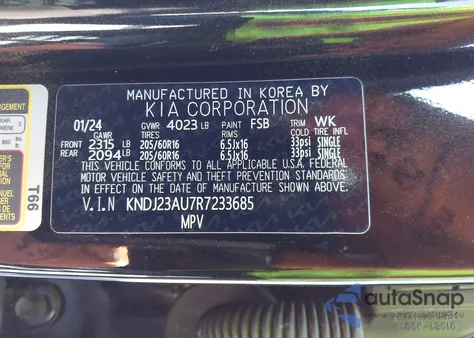 MANUFACTURED IN KOREA BY
KIA CORPORATION
01/24 GVWR 4023 LB PAINT FSB TRIM WK
GAWR TIRES RIMS COLD TIRE INFL
FRONT 2315 LB 205/60R16 6.5Jx16 33psi SINGLE
REAR 2094 LB 205/60R16 6.5Jx16 33psi SINGLE
THIS VEHICLE CONFORMS TO ALL APPLICABLE U.S.A. FEDERAL
MOTOR VEHICLE SAFETY, BUMPER, AND THEFT PREVENTION
STANDARDS IN EFFECT ON THE DATE OF MANUFACTURE SHOWN ABOVE.
V.I.N KNDJ23AU7R7233685
MPV
T66
autoSnap